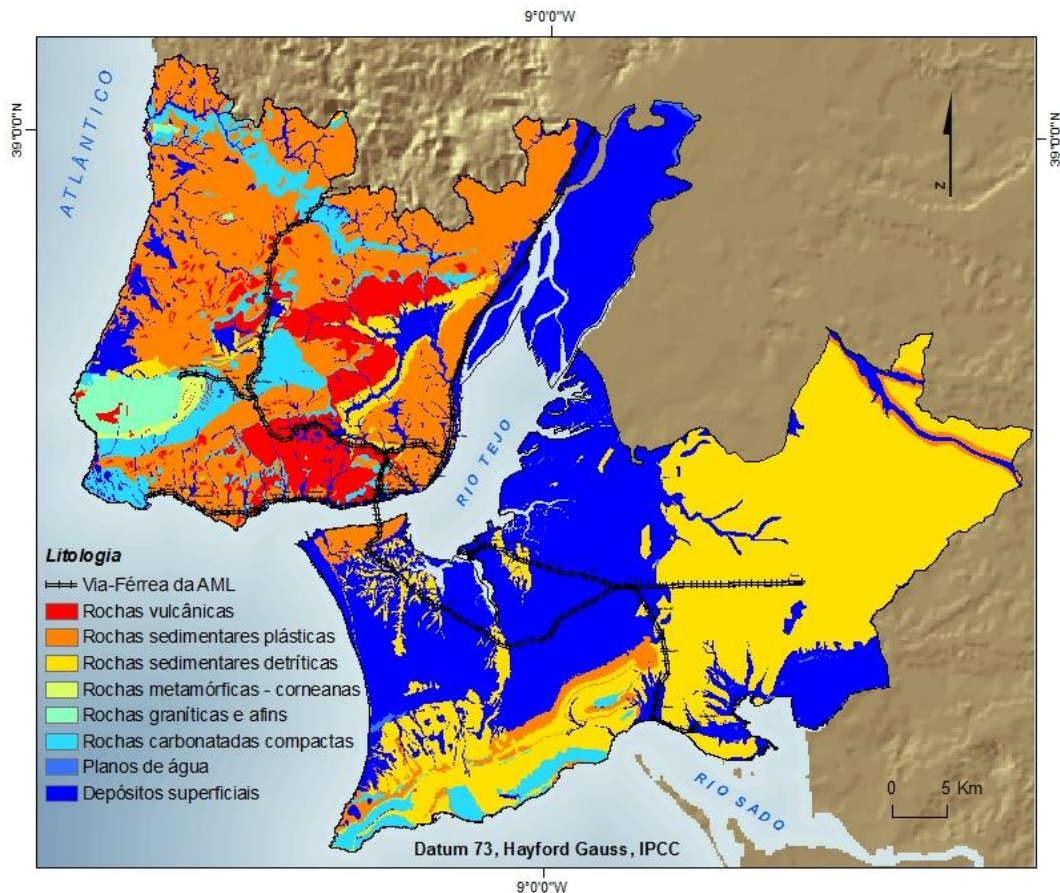 9°0'0"W
39°0'0"N
39°0'0"N
ATLÂNTICO
N
RIO TEJO
Litologia
Via-Férrea da AML
Rochas vulcânicas
Rochas sedimentares plásticas
Rochas sedimentares detríticas
Rochas metamórficas - corneanas
Rochas graníticas e afins
Rochas carbonatadas compactas
Planos de água
Depósitos superficiais
RIO SADO
0 5 Km
Datum 73, Hayford Gauss, IPCC
9°0'0"W